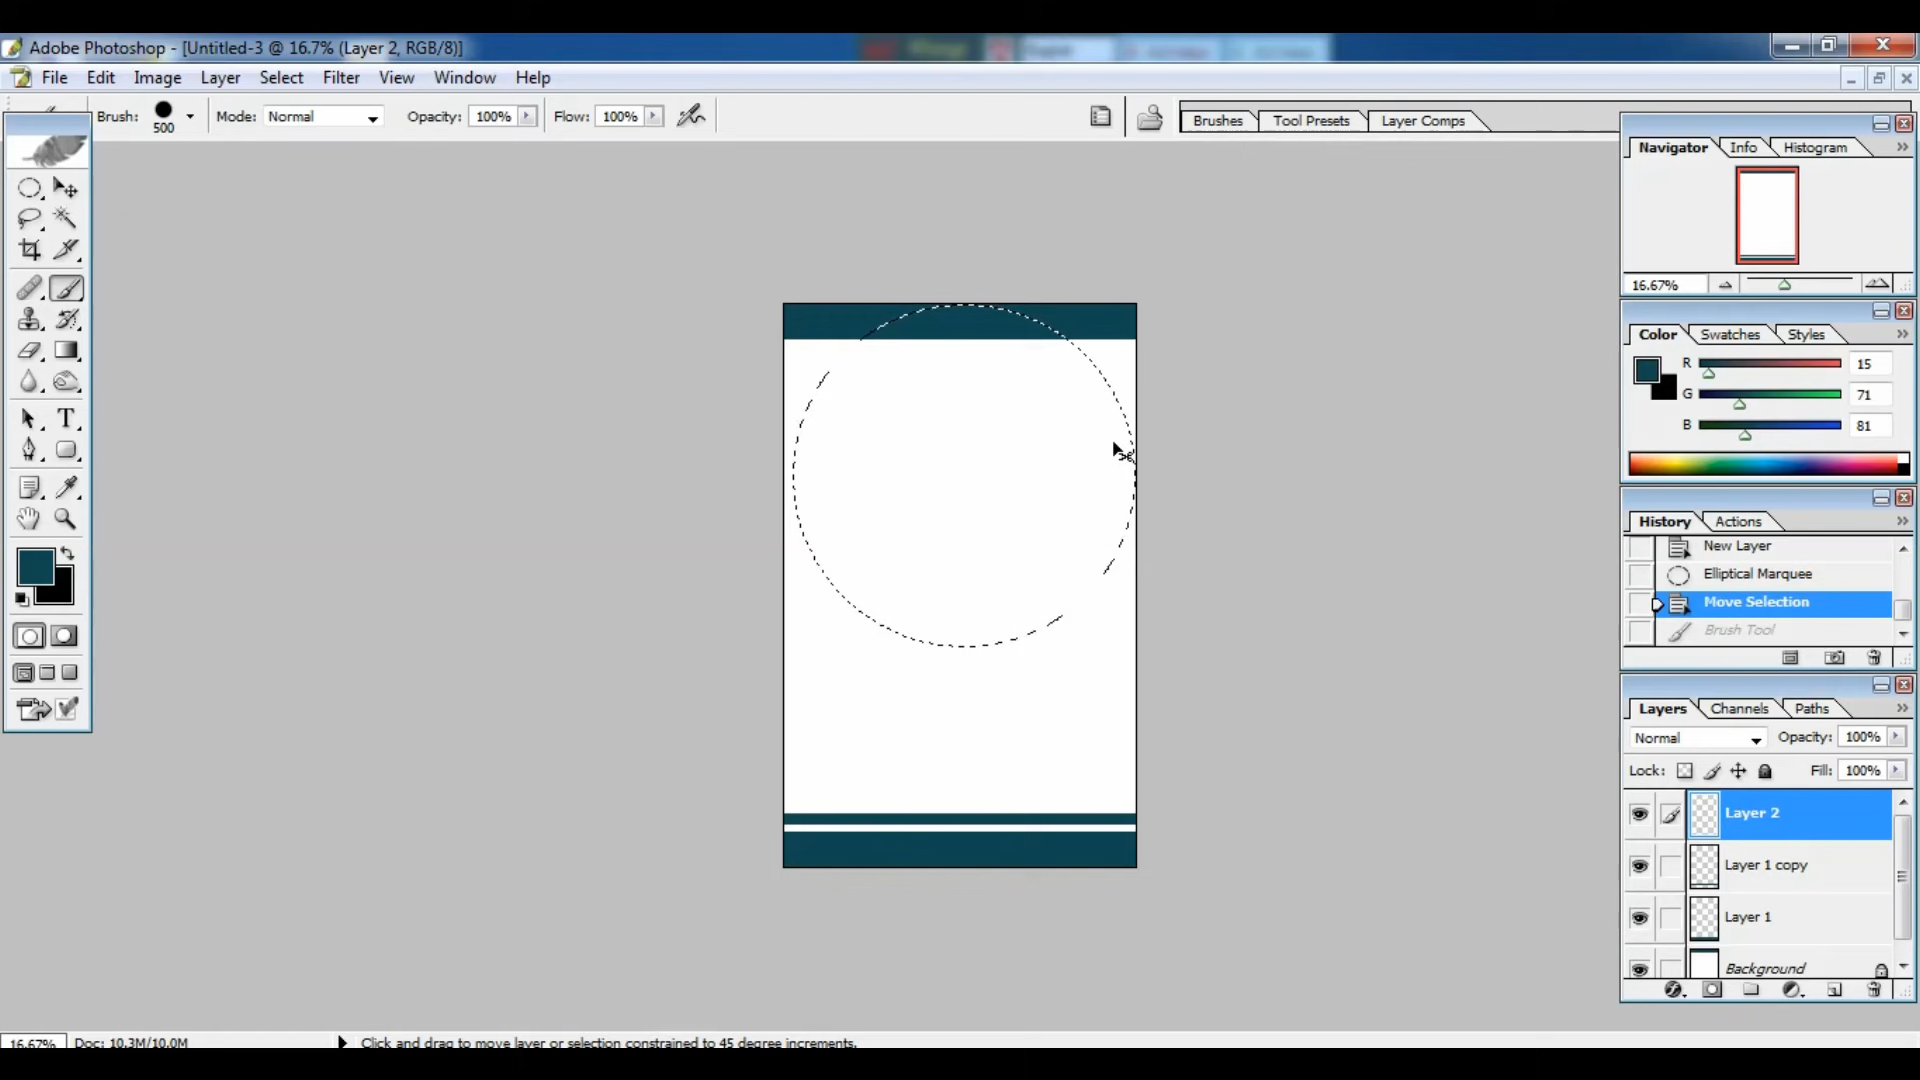 Adobe Photoshop - [Untitled-3 @ 16.7% (Layer 2, RGB/8)]
File Edit Image Layer Select Filter View Window Help
Brush: 500 Mode: Normal Opacity: 100% Flow: 100% Brushes Tool Presets Layer Comps
Navigator Info Histogram
16.67%
Color Swatches Styles
R 15
G 71
B 81
History Actions
New Layer
Elliptical Marquee
Move Selection
Brush Tool
Layers Channels Paths
Normal Opacity: 100%
Lock: Fill: 100%
Layer 2
Layer 1 copy
Layer 1
Background
16.67% Doc: 10.3M/10.0M Click and drag to move layer or selection constrained to 45 degree increments.